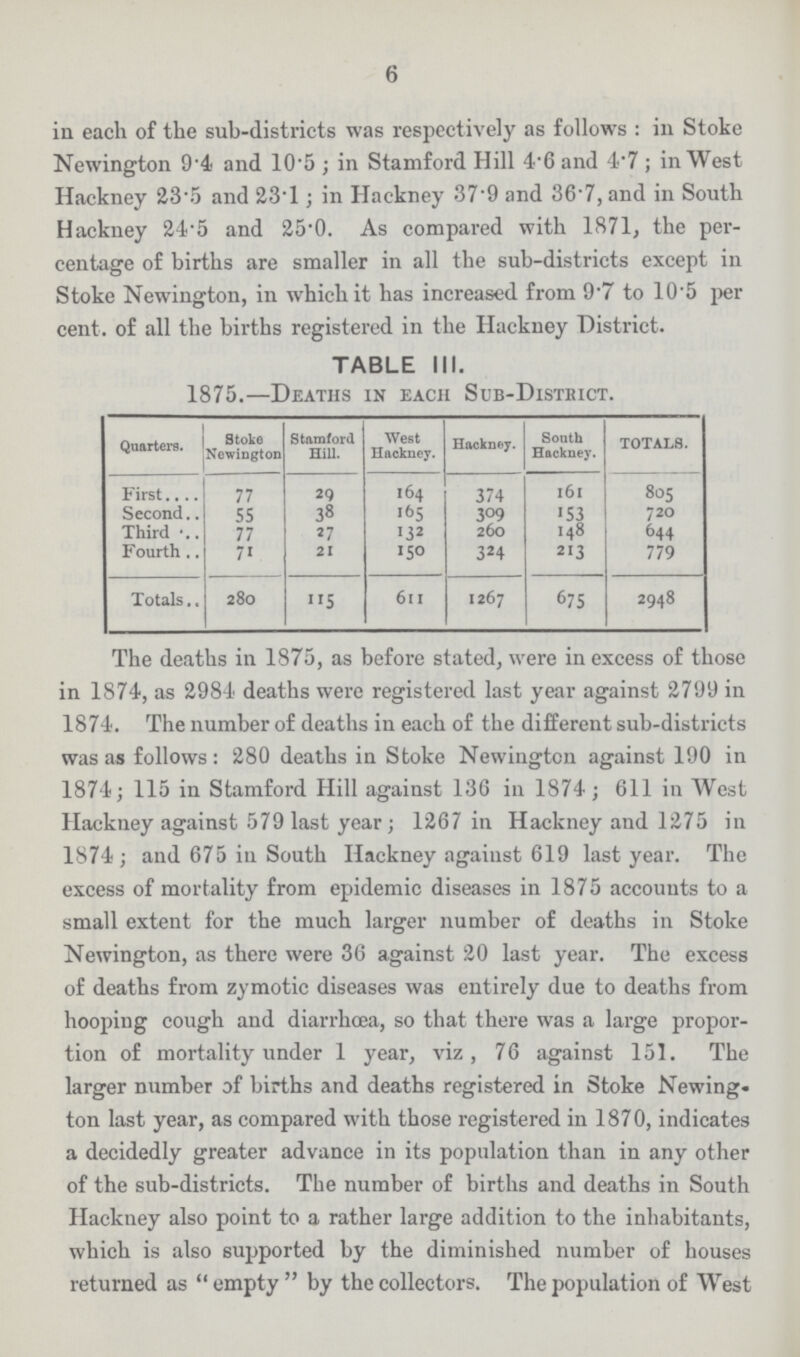 6
in each of the sub-districts was respectively as follows : in Stoke
Newington 9·4 and 10·5 ; in Stamford Hill 4·6 and 4·7 ; in West
Hackney 23·5 and 23·1 ; in Hackney 37·9 and 36·7, and in South
Hackney 24·5 and 25·0. As compared with 1871, the per-
centage of births are smaller in all the sub-districts except in
Stoke Newington, in which it has increased from 9·7 to 10·5 per
cent. of all the births registered in the Hackney District.
TABLE III.
1875.—Deaths in each Sub-District.
Quarters. Stoke Newington Stamford Hill. West Hackney. Hackney. South Hackney. TOTALS.
First.... 77 29 164 374 161 805
Second.. 55 38 165 309 153 720
Third ·.. 77 27 132 260 148 644
Fourth .. 71 21 150 324 213 779
Totals.. 280 115 611 1267 675 2948
The deaths in 1875, as before stated, were in excess of those
in 1874, as 2984 deaths were registered last year against 2799 in
1874. The number of deaths in each of the different sub-districts
was as follows : 280 deaths in Stoke Newington against 190 in
1874; 115 in Stamford Hill against 136 in 1874 ; 611 in West
Hackney against 579 last year ; 1267 in Hackney and 1275 in
1874 ; and 675 in South Hackney against 619 last year. The
excess of mortality from epidemic diseases in 1875 accounts to a
small extent for the much larger number of deaths in Stoke
Newington, as there were 36 against 20 last year. The excess
of deaths from zymotic diseases was entirely due to deaths from
hooping cough and diarrhœa, so that there was a large propor-
tion of mortality under 1 year, viz , 76 against 151. The
larger number of births and deaths registered in Stoke Newing-
ton last year, as compared with those registered in 1870, indicates
a decidedly greater advance in its population than in any other
of the sub-districts. The number of births and deaths in South
Hackney also point to a rather large addition to the inhabitants,
which is also supported by the diminished number of houses
returned as “ empty ” by the collectors. The population of West